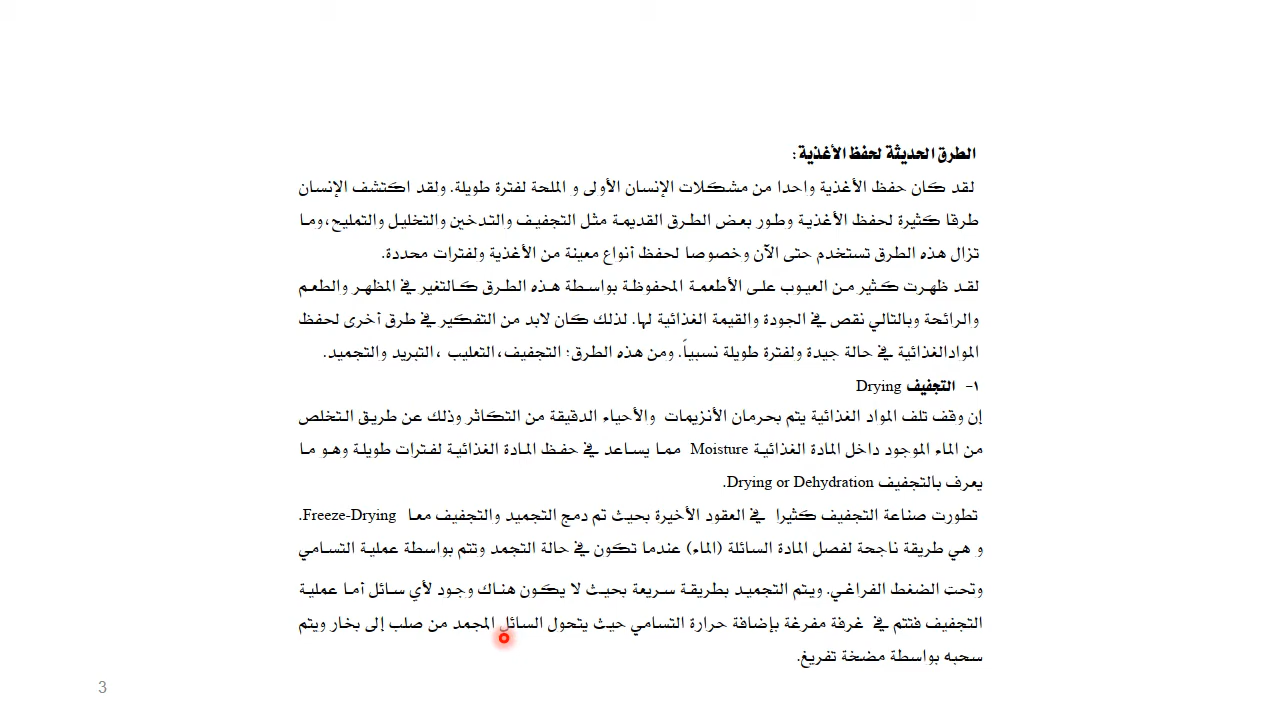 الطرق الحديثة لحفظ الأغذية:
لقد كان حفظ الأغذية واحدا من مشكلات الإنسان الأولى و الملحة لفترة طويلة. ولقد اكتشف الإنسان
طرقا كثيرة لحفظ الأغذية وطور بعض الطرق القديمة مثل التجفيف والتدخين والتخليل والتمليح، وما
تزال هذه الطرق تستخدم حتى الآن وخصوصا لحفظ أنواع معينة من الأغذية ولفترات محددة.
لقد ظهرت كثير من العيوب على الأطعمة المحفوظة بواسطة هذه الطرق كالتغير في المظهر والطعم
والرائحة وبالتالي نقص في الجودة والقيمة الغذائية لها. لذلك كان لابد من التفكير في طرق أخرى لحفظ
الموادالغذائية في حالة جيدة ولفترة طويلة نسبياً. ومن هذه الطرق؛ التجفيف، التعليب ،التبريد والتجميد.
١- التجفيف Drying
إن وقف تلف المواد الغذائية يتم بحرمان الأنزيمات والأحياء الدقيقة من التكاثر وذلك عن طريق التخلص
من الماء الموجود داخل المادة الغذائية Moisture مما يساعد في حفظ المادة الغذائية لفترات طويلة وهو ما
يعرف بالتجفيف Drying or Dehydration.
تطورت صناعة التجفيف كثيرا في العقود الأخيرة بحيث تم دمج التجميد والتجفيف معا Freeze-Drying.
و هي طريقة ناجحة لفصل المادة السائلة (الماء) عندما تكون في حالة التجمد وتتم بواسطة عملية التسامي
وتحت الضغط الفراغي. ويتم التجميد بطريقة سريعة بحيث لا يكون هناك وجود لأي سائل أما عملية
التجفيف فتتم في غرفة مفرغة بإضافة حرارة التسامي حيث يتحول السائل المجمد من صلب إلى بخار ويتم
سحبه بواسطة مضخة تفريغ.
3